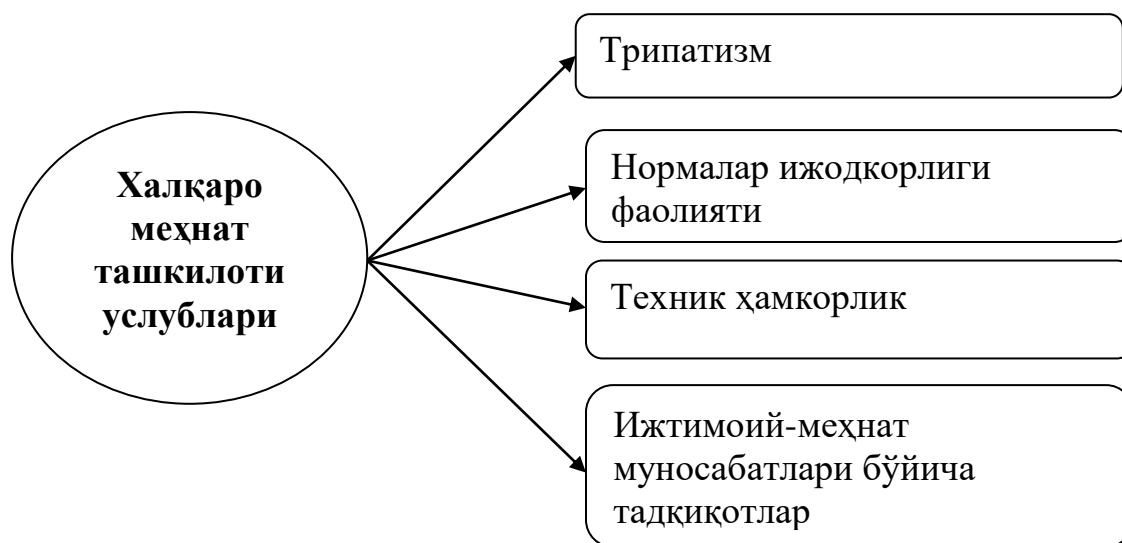 Халқаро
меҳнат
ташкилоти
услублари
Трипатизм
Нормалар ижодкорлиги
фаолияти
Техник ҳамкорлик
Ижтимоий-меҳнат
муносабатлари бўйича
тадқиқотлар